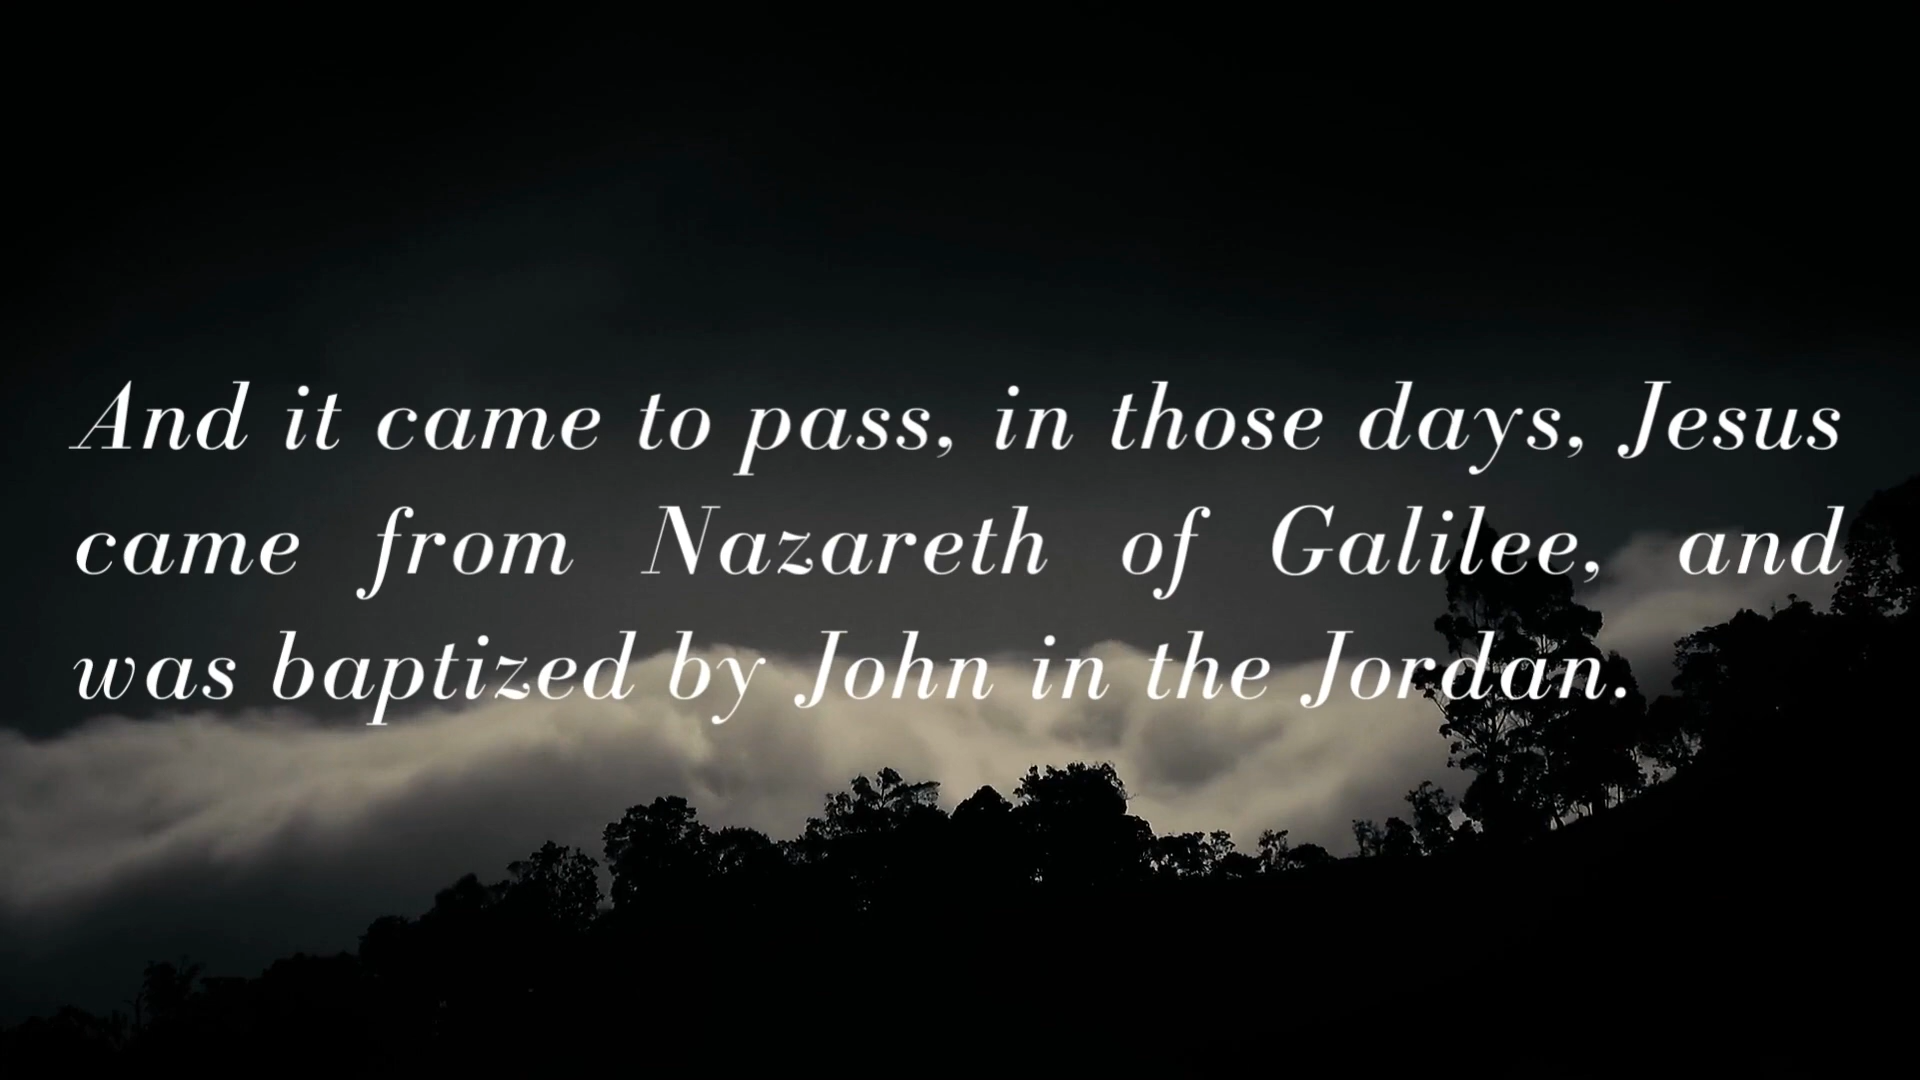 And it came to pass, in those days, Jesus
came from Nazareth of Galilee, and
was baptized by John in the Jordan.